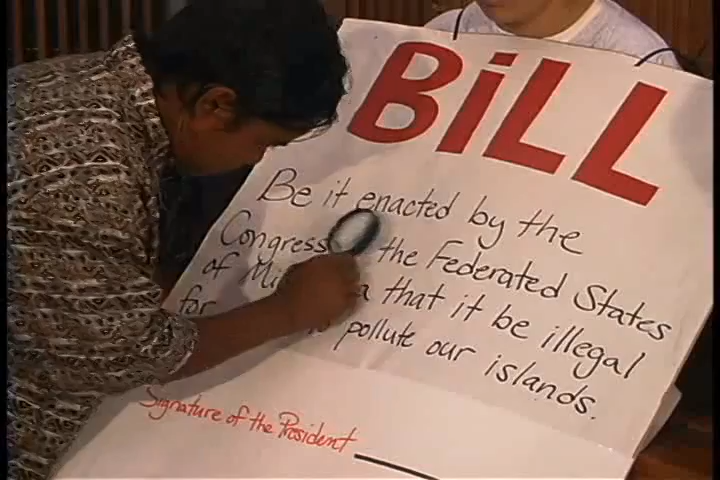 BiLL
Be it enacted by the
Congress the Federated States
of that it be illegal
for pollute our islands.
Signature of the President